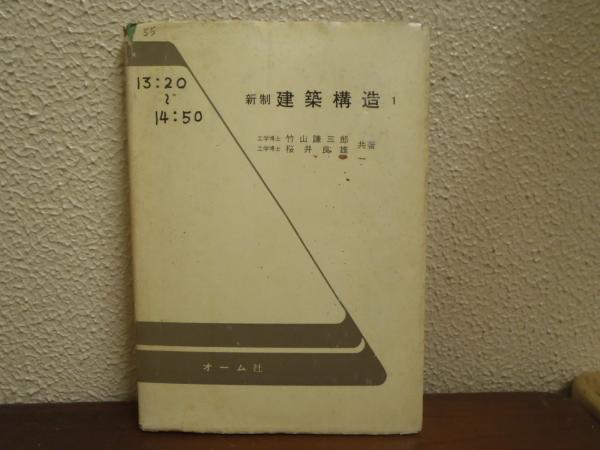 55
13:20
~
14:50
新制 建築構造 1
工学博士 竹山謙三郎
工学博士 桜井良雄 共著
オーム社